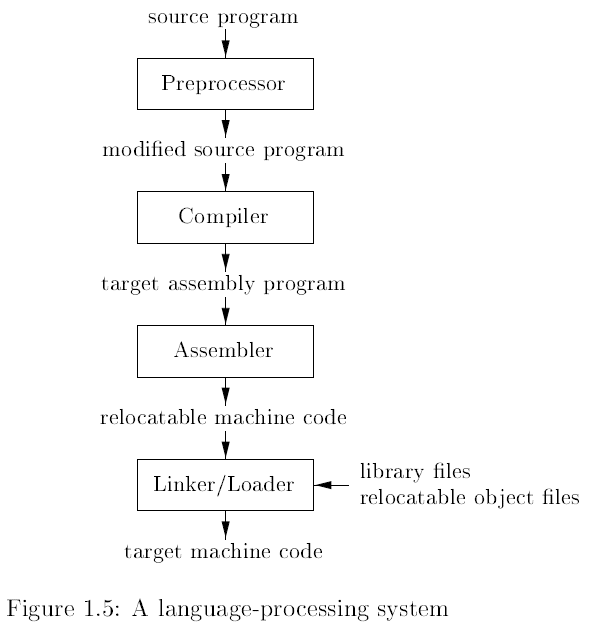 source program
Preprocessor
modified source program
Compiler
target assembly program
Assembler
relocatable machine code
Linker/Loader
library files
relocatable object files
target machine code
Figure 1.5: A language-processing system